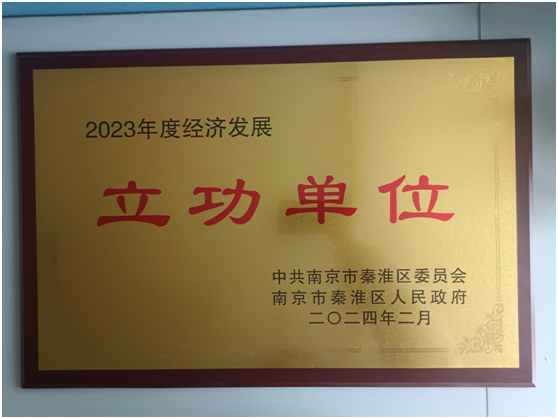 2023年度经济发展
立功单位
中共南京市秦淮区委员会
南京市秦淮区人民政府
二〇二四年二月